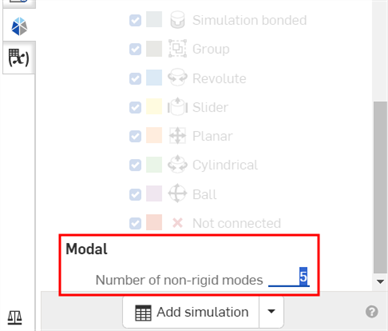 Simulation bonded
Group
Revolute
Slider
Planar
Cylindrical
Ball
Not connected
Modal
Number of non-rigid modes 5
Add simulation
(x)